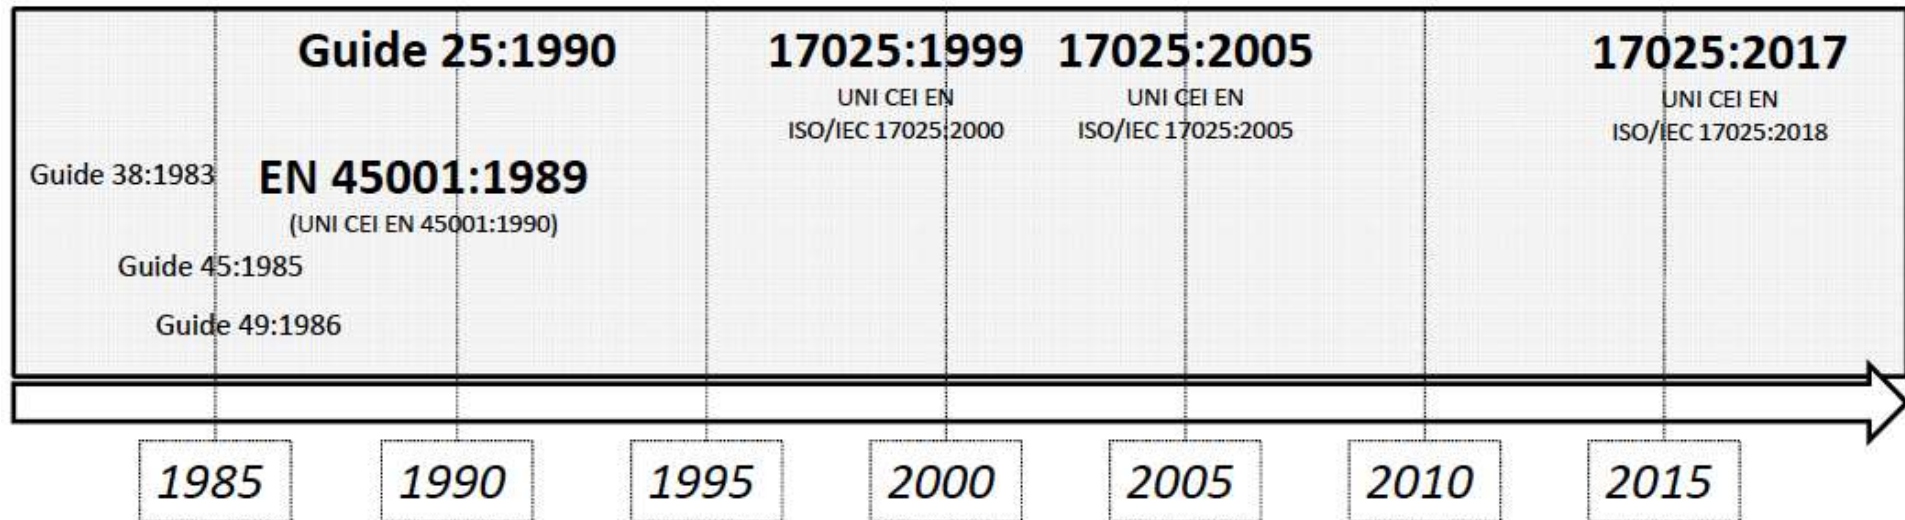 Guide 25:1990
17025:1999
17025:2005
17025:2017
UNI CEI EN
ISO/IEC 17025:2000
UNI CEI EN
ISO/IEC 17025:2005
UNI CEI EN
ISO/IEC 17025:2018
Guide 38:1983
EN 45001:1989
(UNI CEI EN 45001:1990)
Guide 45:1985
Guide 49:1986
1985
1990
1995
2000
2005
2010
2015